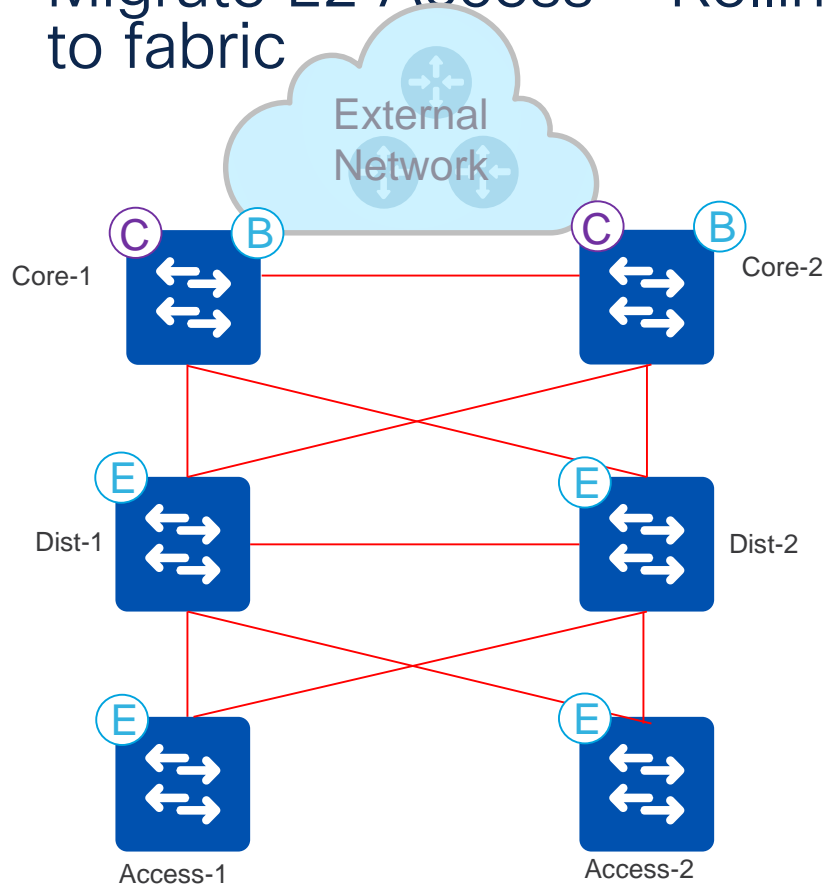 to fabric
External
Network
C
B
C
B
Core-1
Core-2
E
E
Dist-1
Dist-2
E
E
Access-1
Access-2